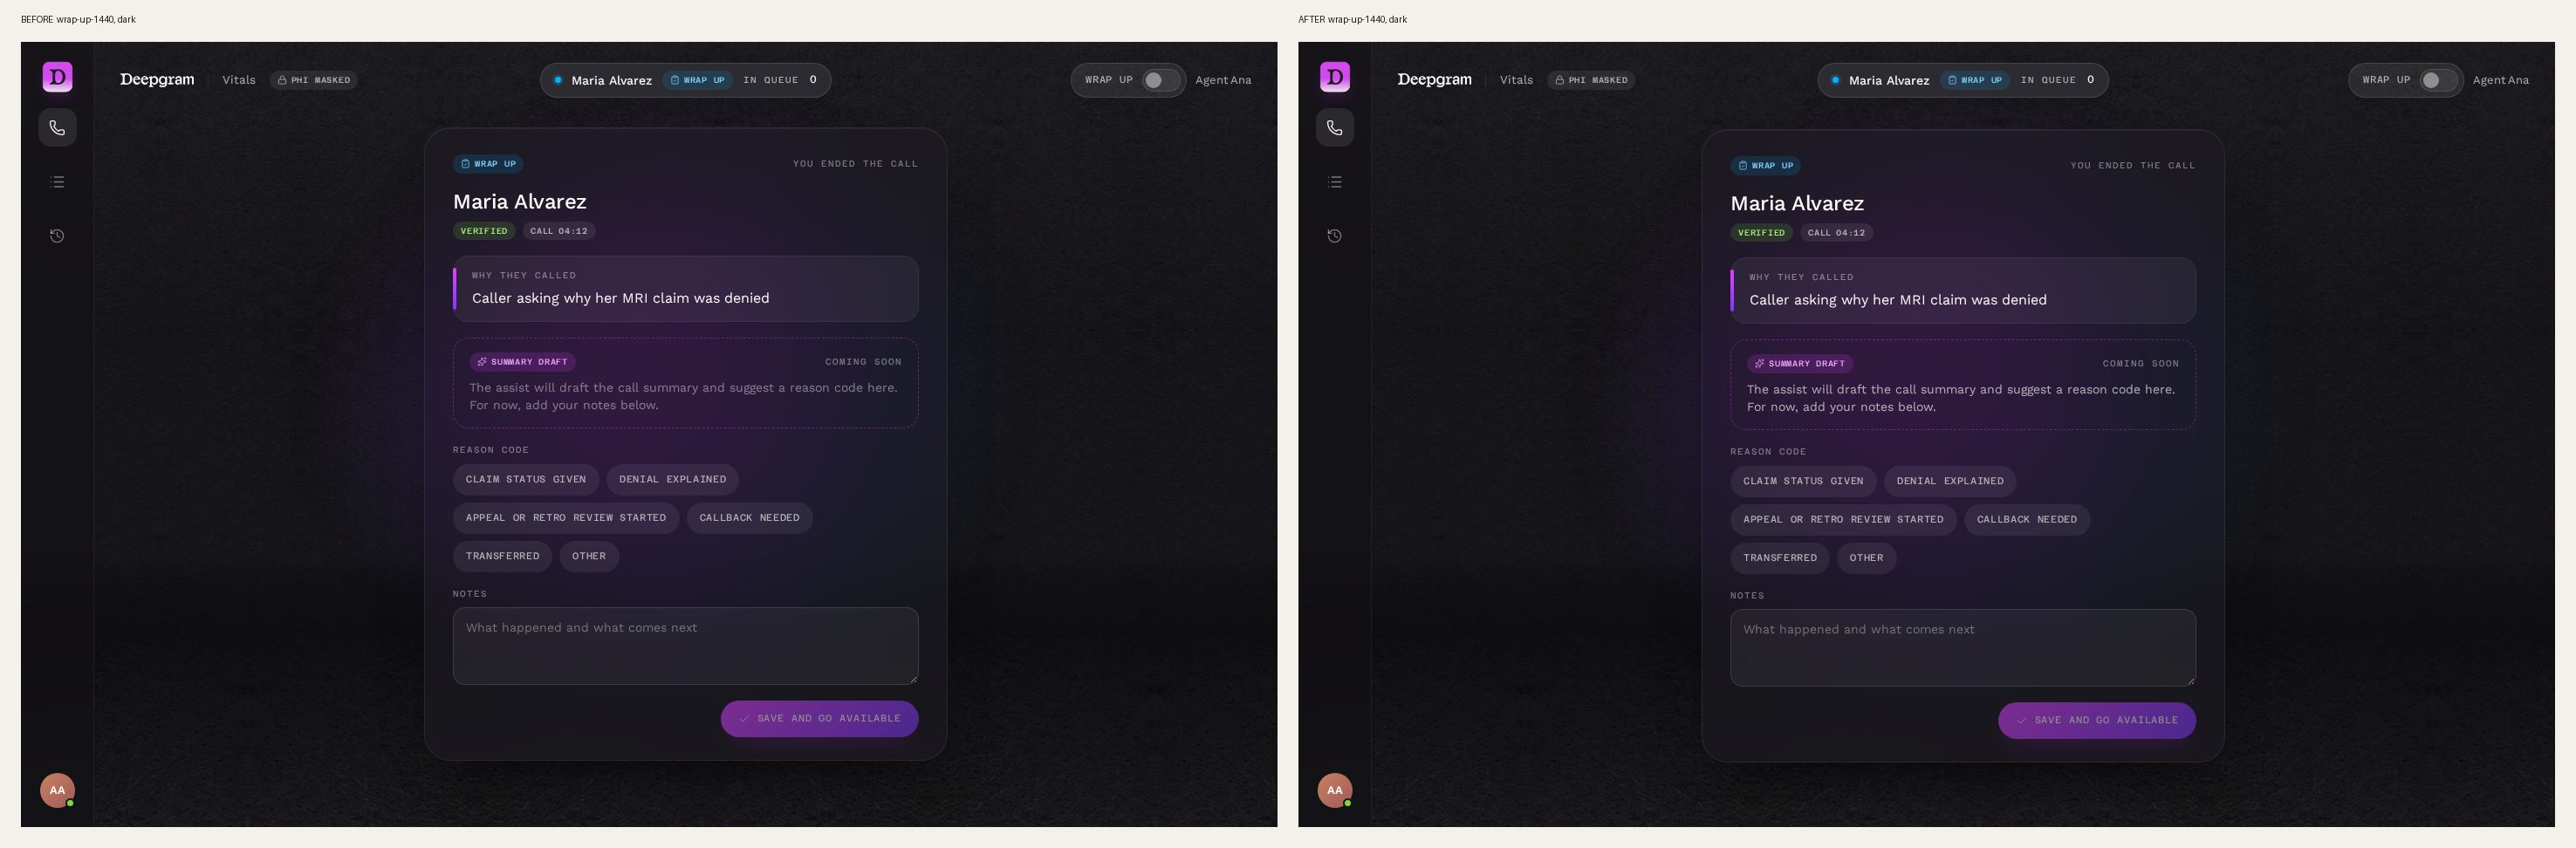 BEFORE wrap-up-1440, dark
D
Deepgram
Vitals
PHI MASKED
Maria Alvarez
WRAP UP
IN QUEUE 0
WRAP UP
Agent Ana
WRAP UP
YOU ENDED THE CALL
Maria Alvarez
VERIFIED
CALL 04:12
WHY THEY CALLED
Caller asking why her MRI claim was denied
SUMMARY DRAFT
COMING SOON
The assist will draft the call summary and suggest a reason code here.
For now, add your notes below.
REASON CODE
CLAIM STATUS GIVEN
DENIAL EXPLAINED
APPEAL OR RETRO REVIEW STARTED
CALLBACK NEEDED
TRANSFERRED
OTHER
NOTES
What happened and what comes next
SAVE AND GO AVAILABLE
AA
AFTER wrap-up-1440, dark
D
Deepgram
Vitals
PHI MASKED
Maria Alvarez
WRAP UP
IN QUEUE 0
WRAP UP
Agent Ana
WRAP UP
YOU ENDED THE CALL
Maria Alvarez
VERIFIED
CALL 04:12
WHY THEY CALLED
Caller asking why her MRI claim was denied
SUMMARY DRAFT
COMING SOON
The assist will draft the call summary and suggest a reason code here.
For now, add your notes below.
REASON CODE
CLAIM STATUS GIVEN
DENIAL EXPLAINED
APPEAL OR RETRO REVIEW STARTED
CALLBACK NEEDED
TRANSFERRED
OTHER
NOTES
What happened and what comes next
SAVE AND GO AVAILABLE
AA